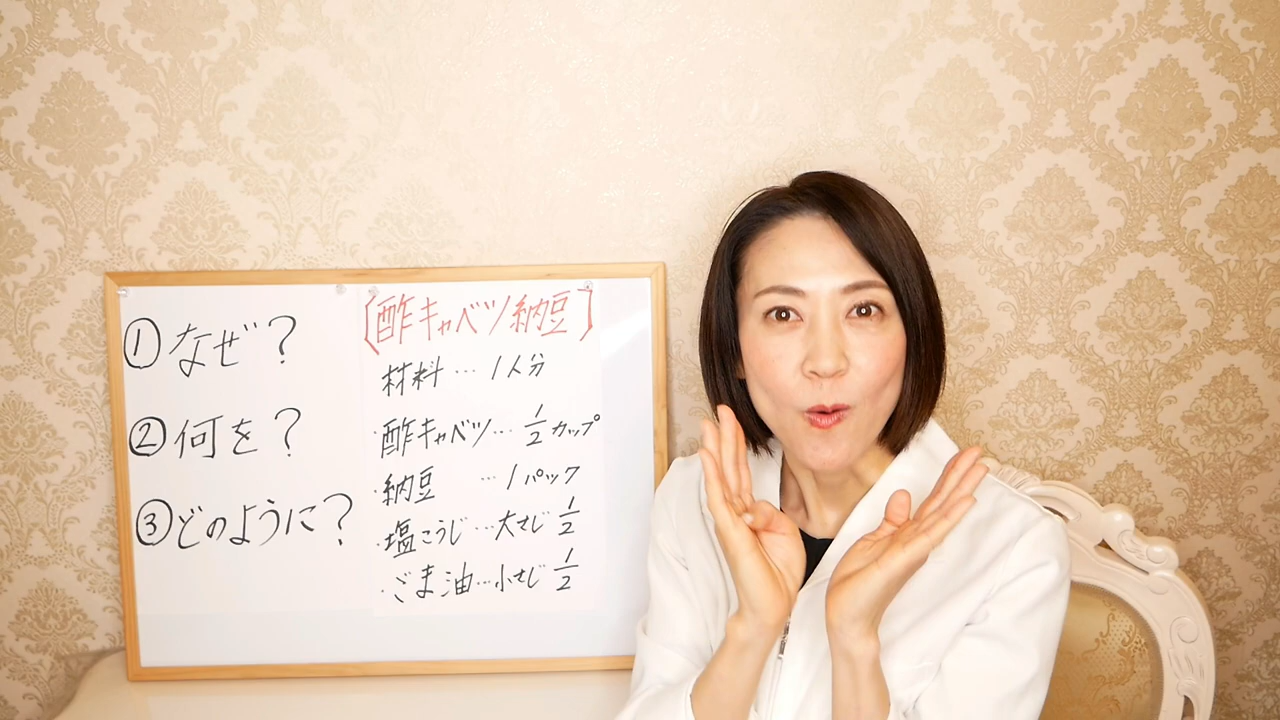 ①なぜ?
②何を?
③どのように?
【酢キャベツ納豆】
材料…1人分
・酢キャベツ…1/2カップ
・納豆…1パック
・塩こうじ…大さじ1/2
・ごま油…小さじ1/2